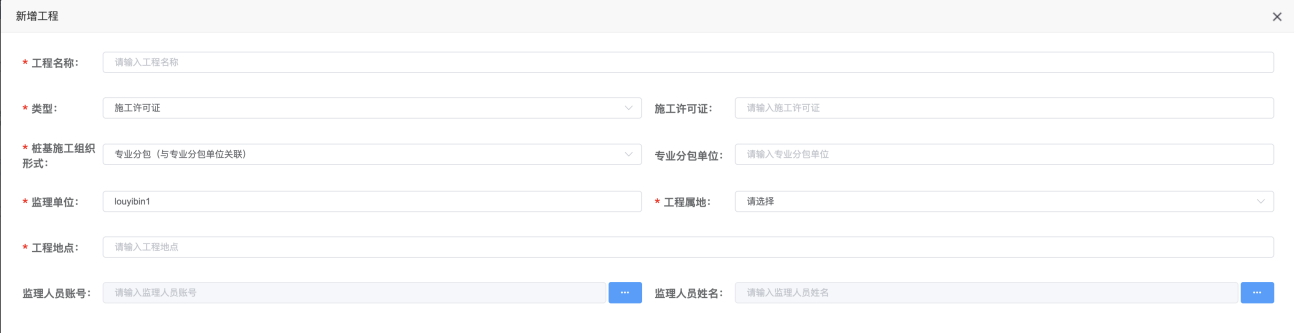 新增工程
* 工程名称： 请输入工程名称
* 类型： 施工许可证 施工许可证： 请输入施工许可证
* 桩基施工组织形式： 专业分包（与专业分包单位关联） 专业分包单位： 请输入专业分包单位
* 监理单位： louyibin1 * 工程属地： 请选择
* 工程地点： 请输入工程地点
监理人员账号： 请输入监理人员账号 ··· 监理人员姓名： 请输入监理人员姓名 ···